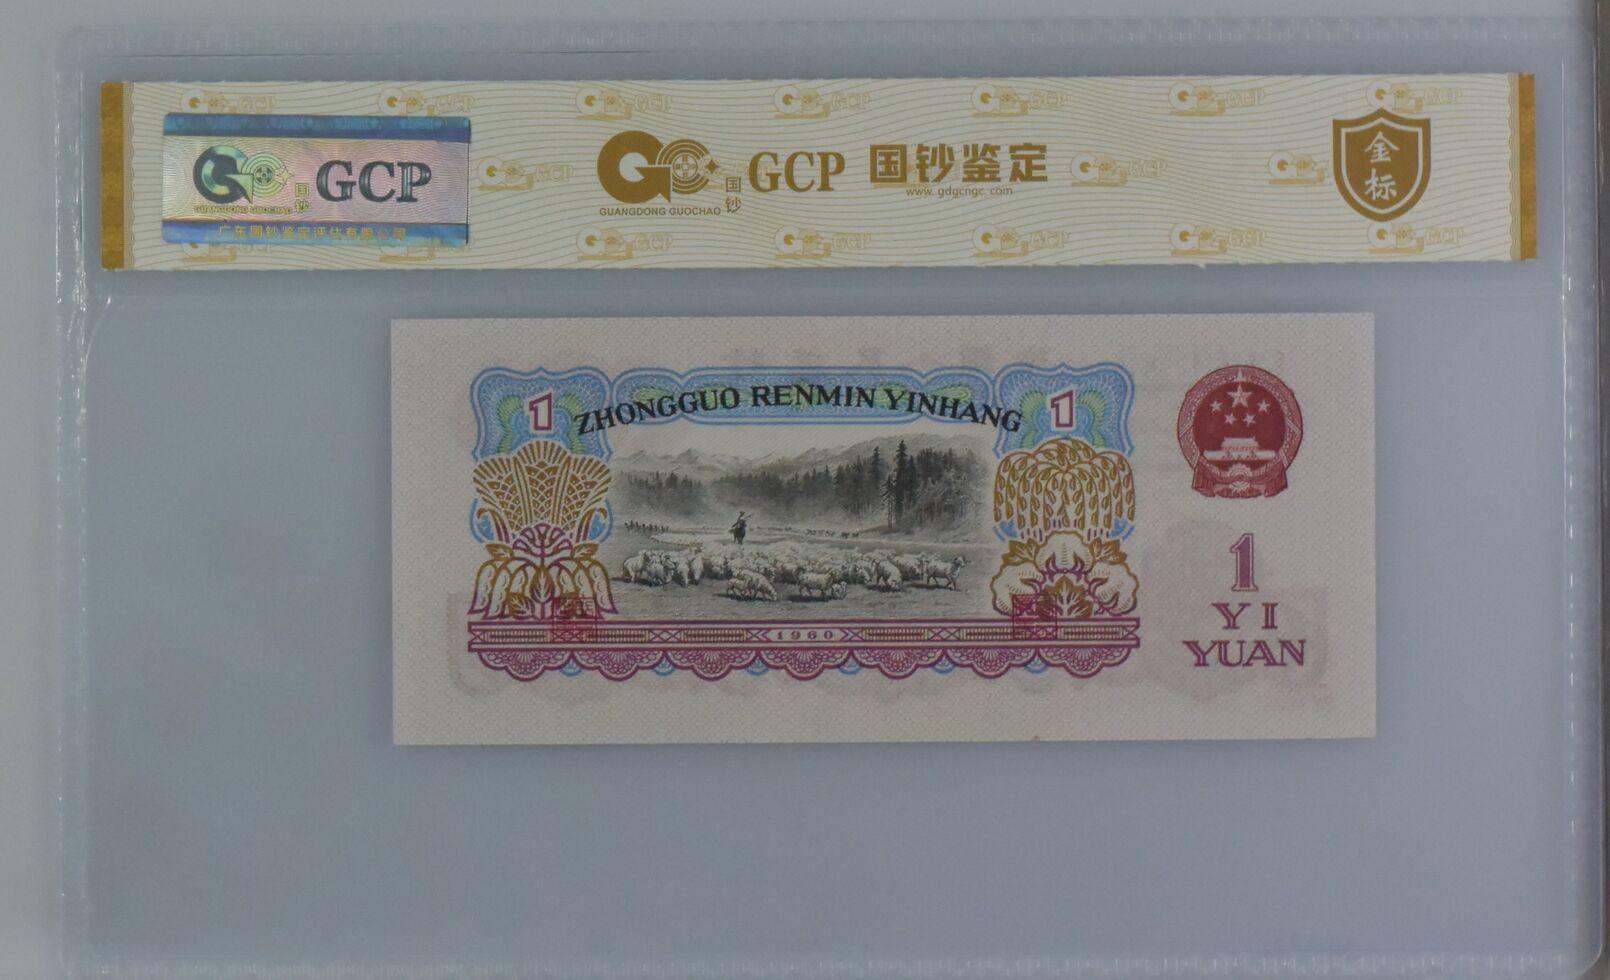 GCP
国钞
GUANGDONG GUOCHAO
广东国钞鉴定评估有限公司
国钞
GUANGDONG GUOCHAO
GCP
国钞鉴定
www.gdgcngc.com
金标
1
ZHONGGUO RENMIN YINHANG
1
1960
1
YI
YUAN